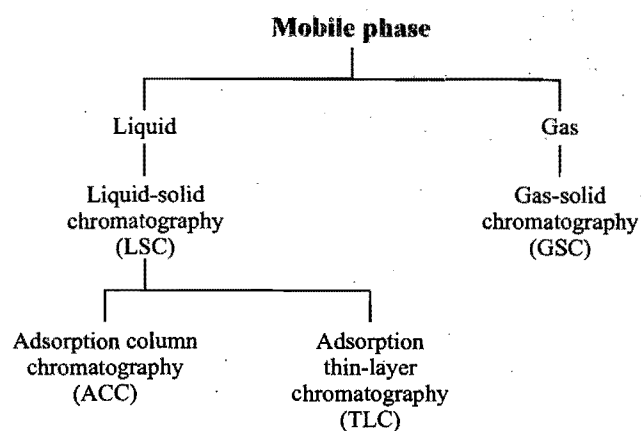 Mobile phase
Liquid
Gas
Liquid-solid
chromatography
(LSC)
Gas-solid
chromatography
(GSC)
Adsorption column
chromatography
(ACC)
Adsorption
thin-layer
chromatography
(TLC)